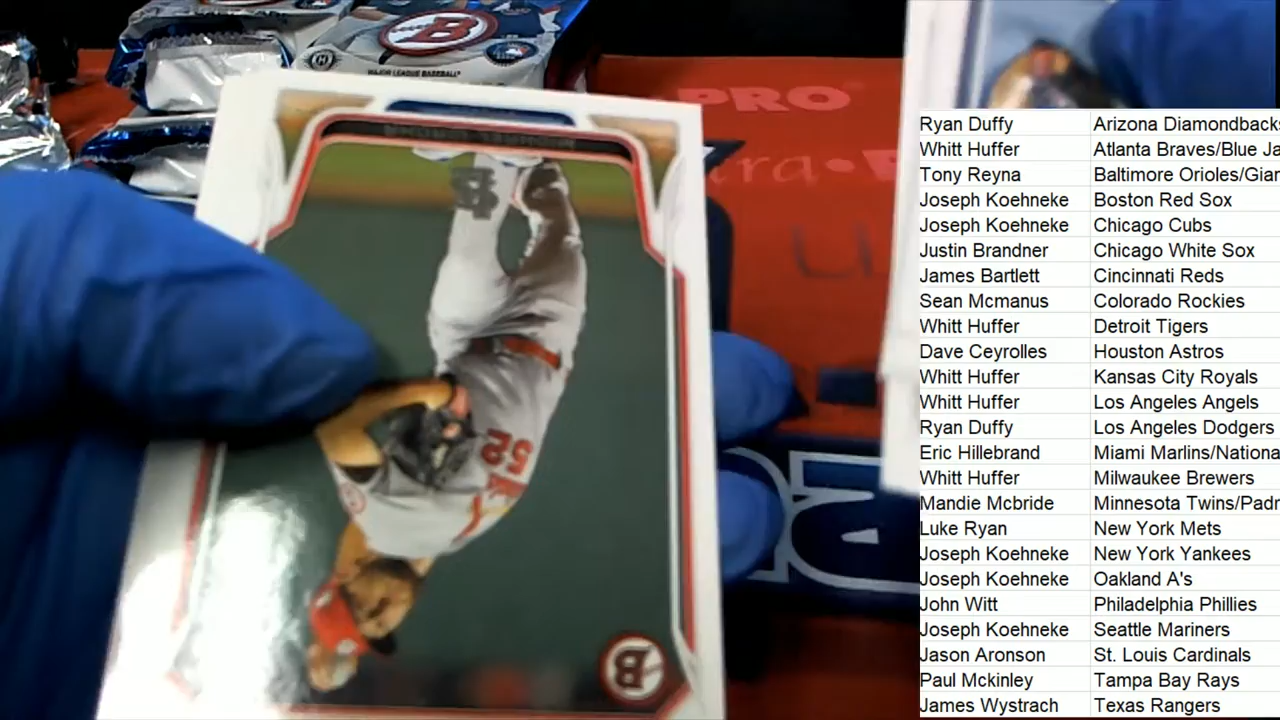 B
MAJOR LEAGUE BASEBALL
PRO
52
B
Ryan Duffy Arizona Diamondbacks
Whitt Huffer Atlanta Braves/Blue Ja
Tony Reyna Baltimore Orioles/Gian
Joseph Koehneke Boston Red Sox
Joseph Koehneke Chicago Cubs
Justin Brandner Chicago White Sox
James Bartlett Cincinnati Reds
Sean Mcmanus Colorado Rockies
Whitt Huffer Detroit Tigers
Dave Ceyrolles Houston Astros
Whitt Huffer Kansas City Royals
Whitt Huffer Los Angeles Angels
Ryan Duffy Los Angeles Dodgers
Eric Hillebrand Miami Marlins/Nationa
Whitt Huffer Milwaukee Brewers
Mandie Mcbride Minnesota Twins/Padr
Luke Ryan New York Mets
Joseph Koehneke New York Yankees
Joseph Koehneke Oakland A's
John Witt Philadelphia Phillies
Joseph Koehneke Seattle Mariners
Jason Aronson St. Louis Cardinals
Paul Mckinley Tampa Bay Rays
James Wystrach Texas Rangers